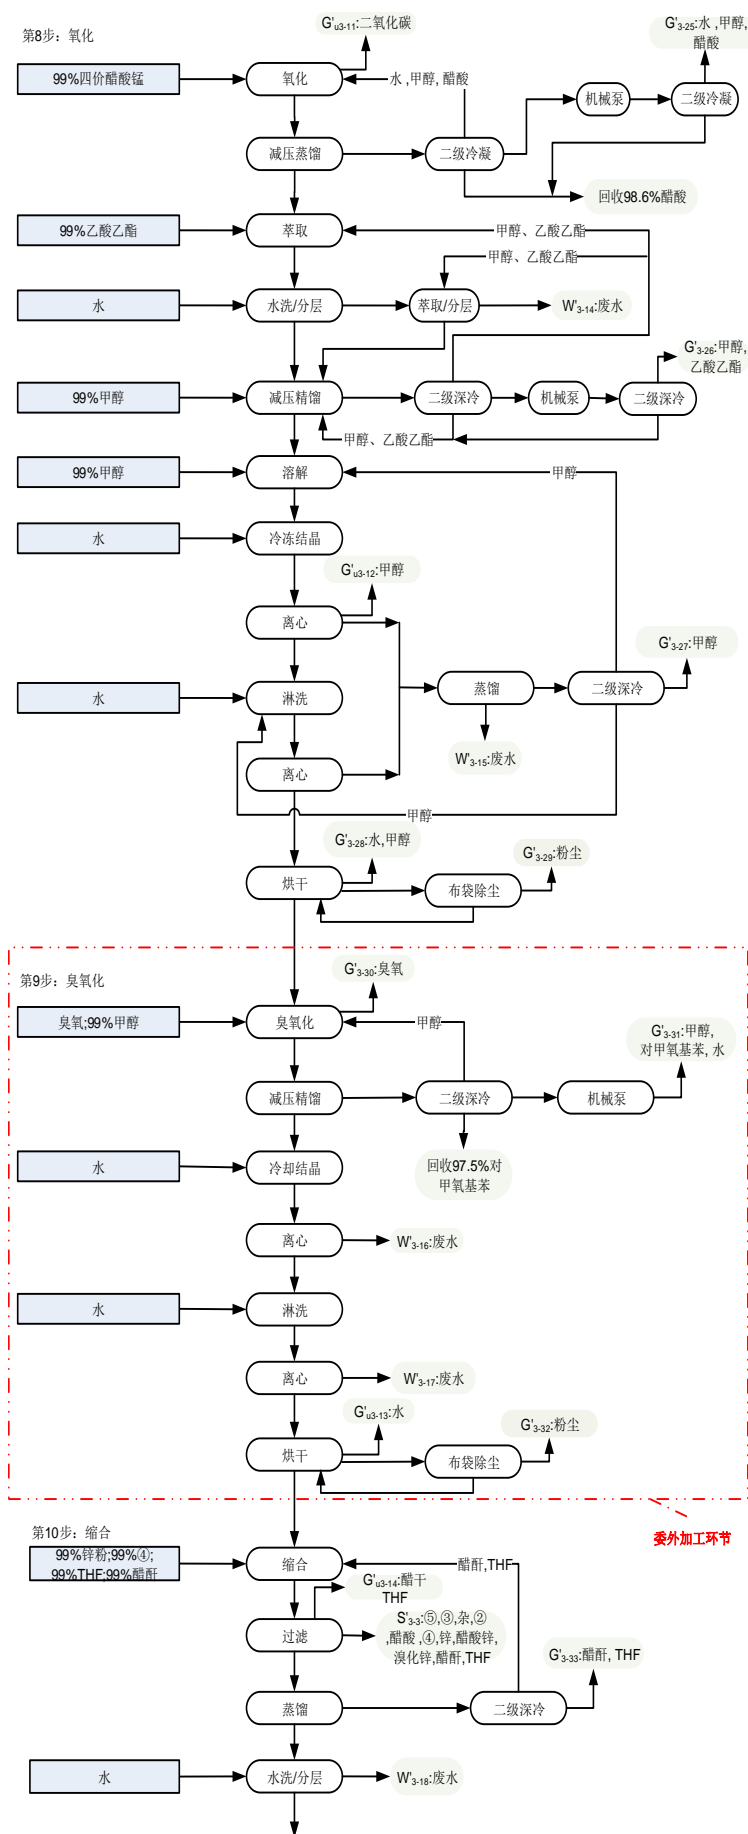 第8步：氧化
G'u3-11:二氧化碳
G'3-25:水 ,甲醇,
醋酸
99%四价醋酸锰
氧化
水 ,甲醇, 醋酸
机械泵
二级冷凝
减压蒸馏
二级冷凝
回收98.6%醋酸
99%乙酸乙酯
萃取
甲醇、乙酸乙酯
甲醇、乙酸乙酯
水
水洗/分层
萃取/分层
W'3-14:废水
G'3-26:甲醇,
乙酸乙酯
99%甲醇
减压精馏
二级深冷
机械泵
二级深冷
甲醇、乙酸乙酯
99%甲醇
溶解
甲醇
水
冷冻结晶
G'u3-12:甲醇
离心
G'3-27:甲醇
水
淋洗
蒸馏
二级深冷
W'3-15:废水
离心
甲醇
G'3-28:水,甲醇
G'3-29:粉尘
烘干
布袋除尘
第9步：臭氧化
G'3-30:臭氧
臭氧;99%甲醇
臭氧化
甲醇
G'3-31:甲醇,
对甲氧基苯, 水
减压精馏
二级深冷
机械泵
水
冷却结晶
回收97.5%对
甲氧基苯
离心
W'3-16:废水
水
淋洗
离心
W'3-17:废水
G'u3-13:水
G'3-32:粉尘
烘干
布袋除尘
第10步：缩合
委外加工环节
99%锌粉;99%④;
99%THF;99%醋酐
缩合
醋酐,THF
G'u3-14:醋干
THF
过滤
S'3-3:⑤,③,杂,②
,醋酸 ,④,锌,醋酸锌,
溴化锌,醋酐,THF
G'3-33:醋酐, THF
蒸馏
二级深冷
水
水洗/分层
W'3-18:废水